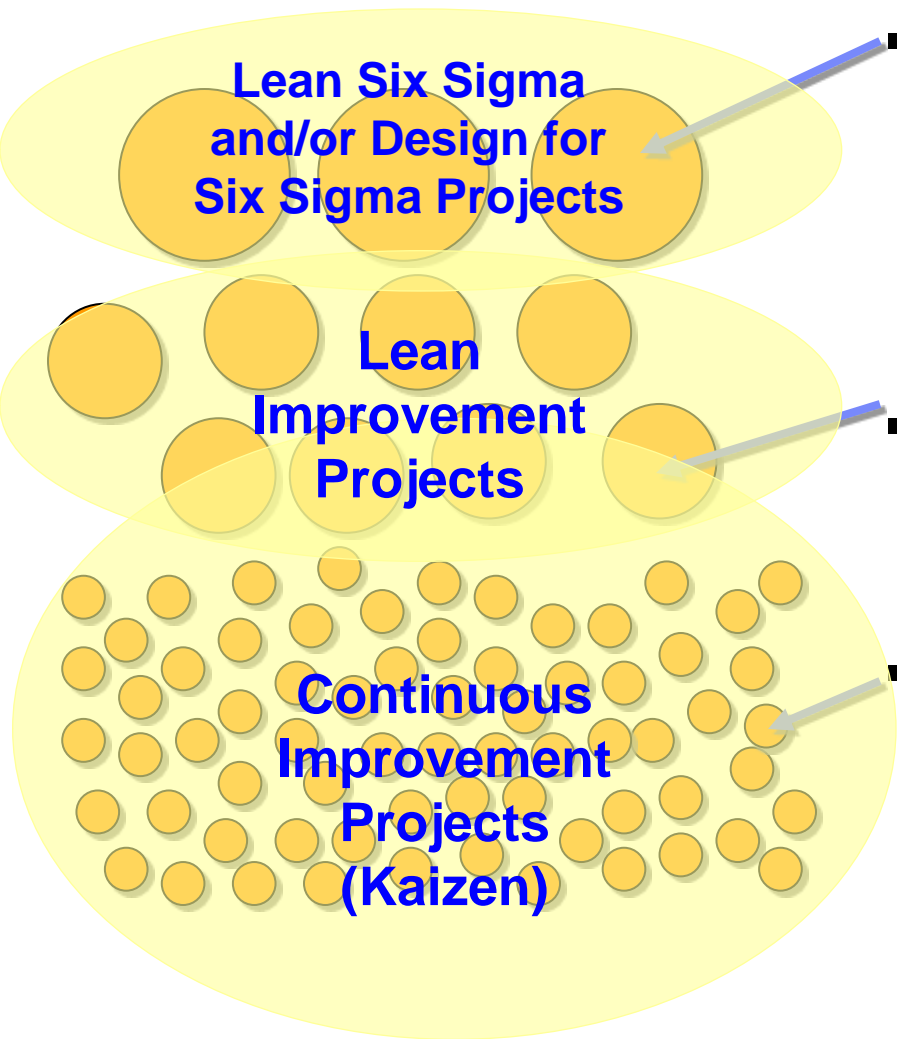 Lean Six Sigma
and/or Design for
Six Sigma Projects
Lean
Improvement
Projects
Continuous
Improvement
Projects
(Kaizen)